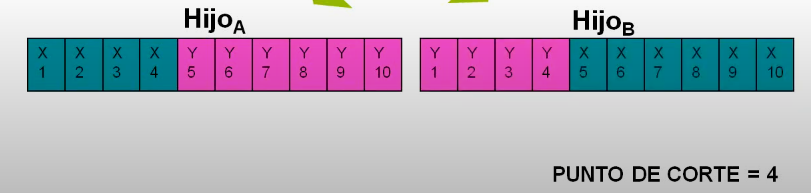 HijoA
HijoB
X X X X Y Y Y Y Y Y
1 2 3 4 5 6 7 8 9 10
Y Y Y Y X X X X X X
1 2 3 4 5 6 7 8 9 10
PUNTO DE CORTE = 4